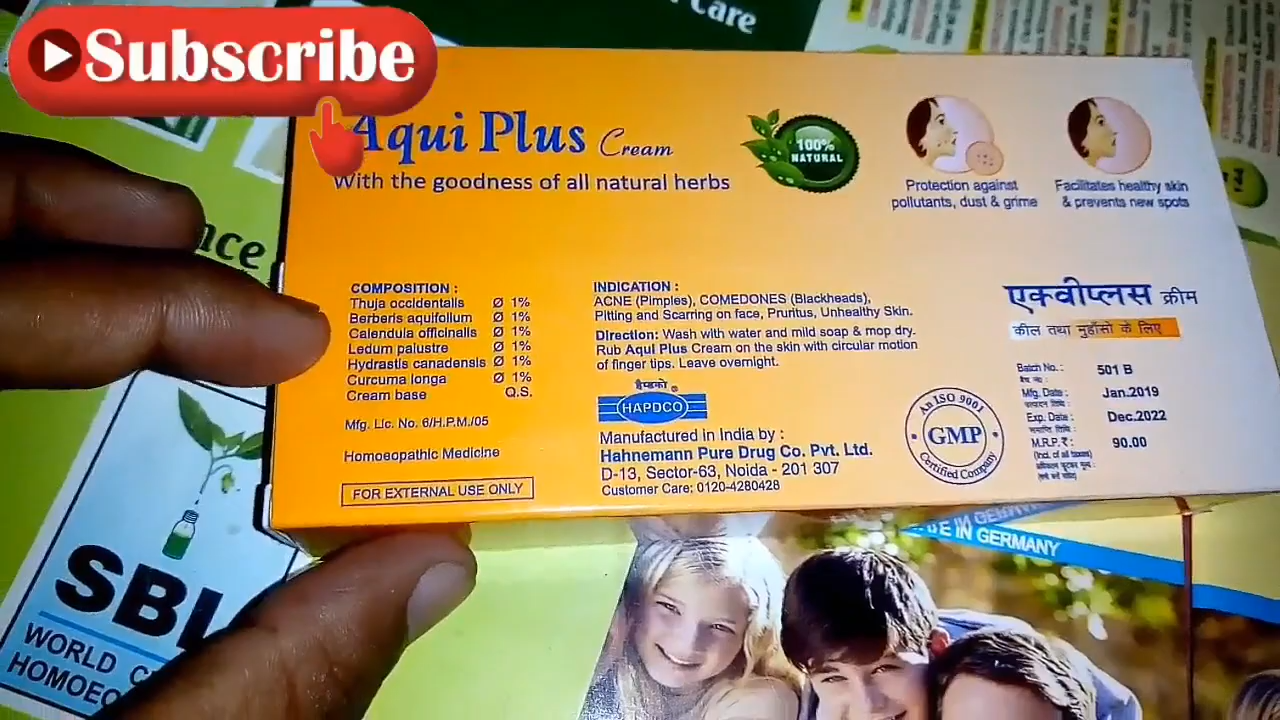 Subscribe
Care
Aqui Plus Cream
With the goodness of all natural herbs
100%
NATURAL
Protection against
pollutants, dust & grime
Facilitates healthy skin
& prevents new spots
COMPOSITION :
Thuja occidentalis Ø 1%
Berberis aquifolium Ø 1%
Calendula officinalis Ø 1%
Ledum palustre Ø 1%
Hydrastis canadensis Ø 1%
Curcuma longa Ø 1%
Cream base Q.S.
Mfg. Lic. No. 6/H.P.M./05
Homoeopathic Medicine
FOR EXTERNAL USE ONLY
INDICATION :
ACNE (Pimples), COMEDONES (Blackheads),
Pitting and Scarring on face, Pruritus, Unhealthy Skin.
Direction: Wash with water and mild soap & mop dry.
Rub Aqui Plus Cream on the skin with circular motion
of finger tips. Leave overnight.
हैपडको ®
HAPDCO
Manufactured in India by :
Hahnemann Pure Drug Co. Pvt. Ltd.
D-13, Sector-63, Noida - 201 307
Customer Care: 0120-4280428
An ISO 9001
GMP
Certified Company
एक्वीप्लस क्रीम
कील तथा मुहाँसो के लिए
Batch No.: 501 B
बैच नं०:
Mfg. Date : Jan.2019
Exp. Date : Dec.2022
समाप्ति तिथि :
M.R.P.₹ : 90.00
(Incl. of all taxes)
SBL
WORLD
HOMOEO
IN GERMANY